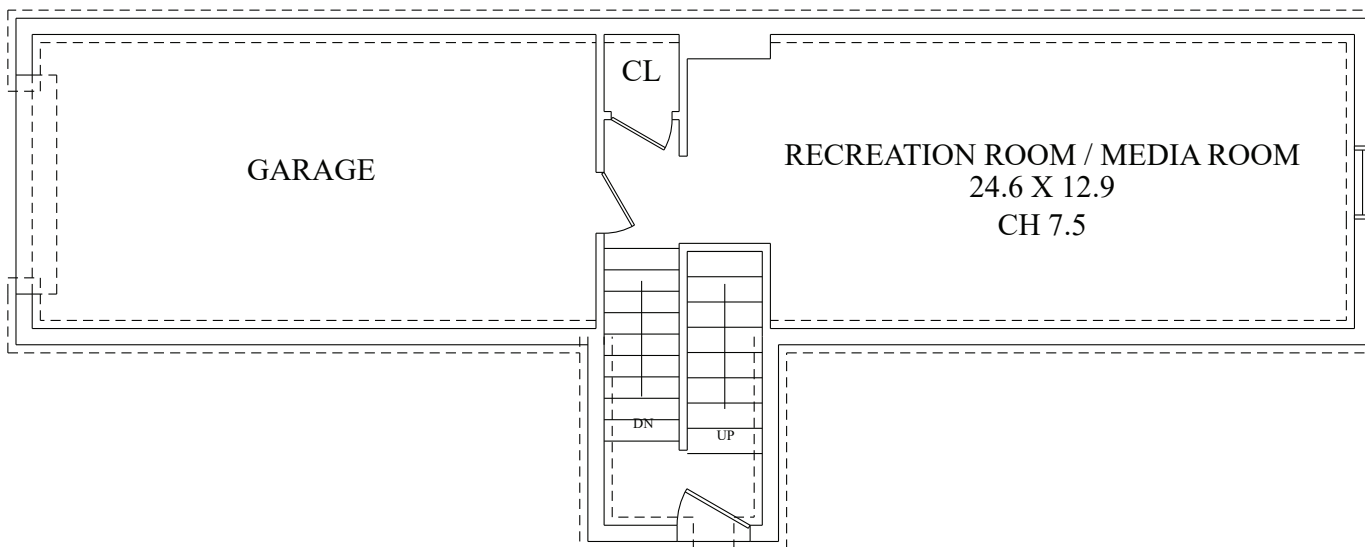 CL
GARAGE
RECREATION ROOM / MEDIA ROOM
24.6 X 12.9
CH 7.5
DN
UP